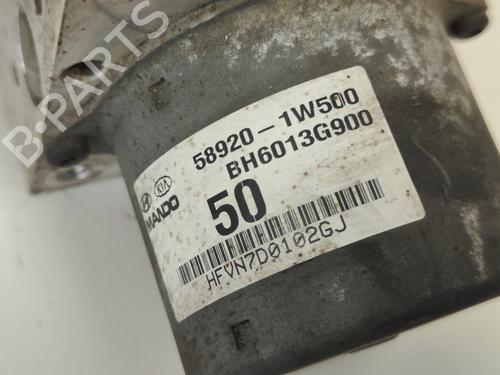 B-Parts
58920-1W500
BH6013G900
KIA
MANDO
50
HFVN7D0102GJ